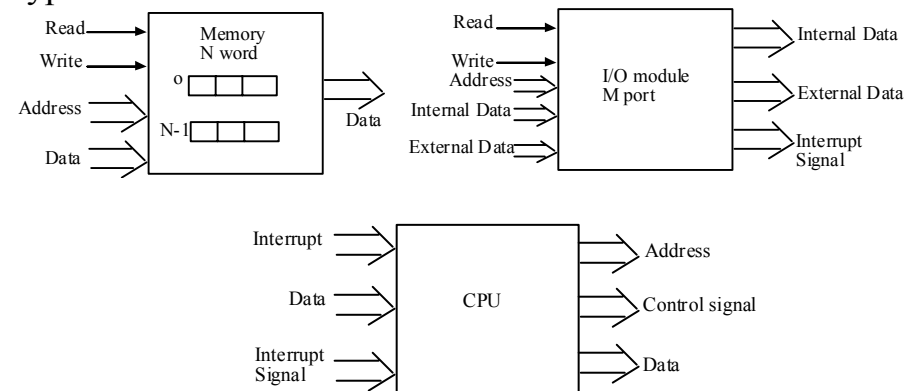 Read
Write
Address
Data
Memory
N word
o
N-1
Data
Read
Write
Address
Internal Data
External Data
I/O module
M port
Internal Data
External Data
Interrupt
Signal
Interrupt
Data
Interrupt
Signal
CPU
Address
Control signal
Data